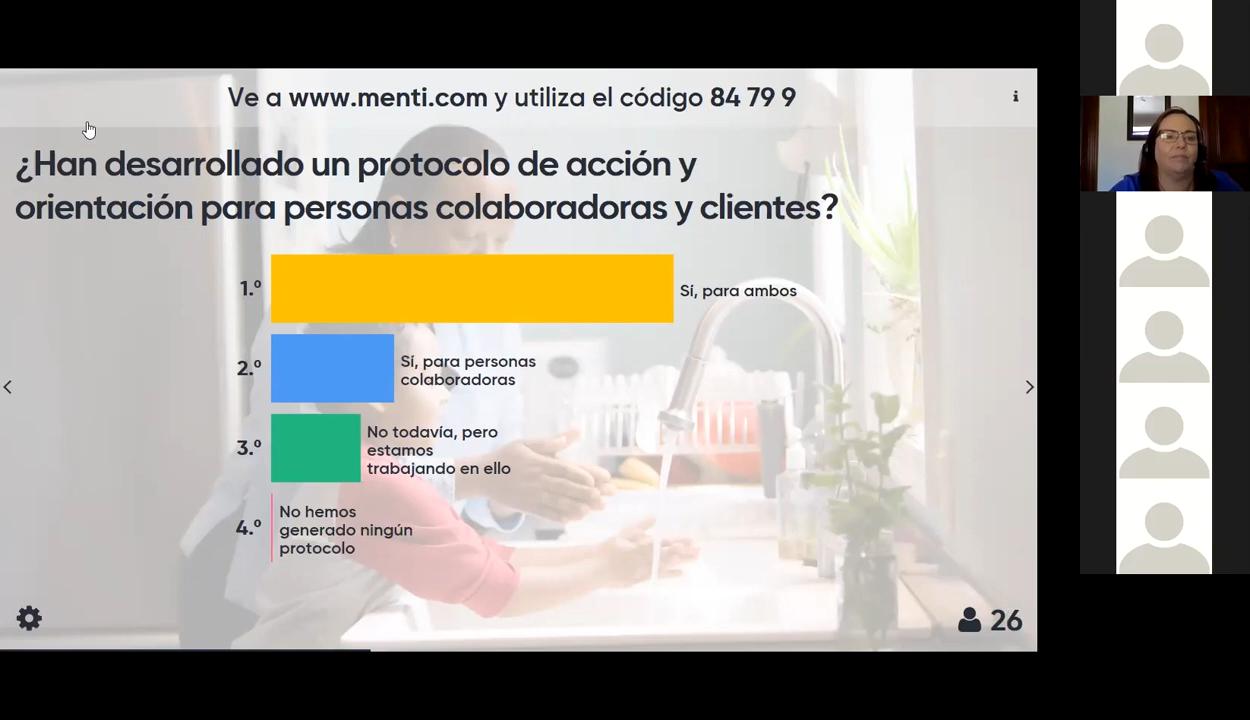 Ve a www.menti.com y utiliza el código 84 79 9
¿Han desarrollado un protocolo de acción y
orientación para personas colaboradoras y clientes?
1.º
Sí, para ambos
2.º
Sí, para personas
colaboradoras
3.º
No todavía, pero
estamos
trabajando en ello
4.º
No hemos
generado ningún
protocolo
26